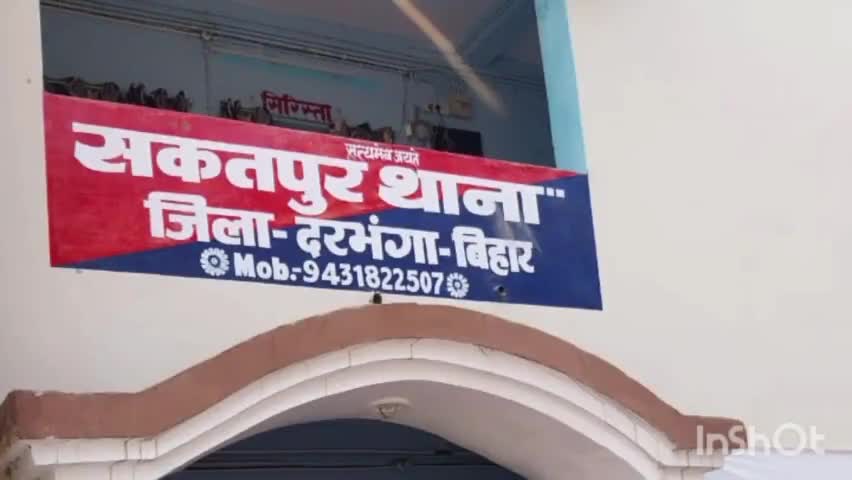 सिरिस्ता
सत्यमेव जयते
सकतपुर थाना"
जिला-दरभंगा-बिहार
Mob.-9431822507
InShOt